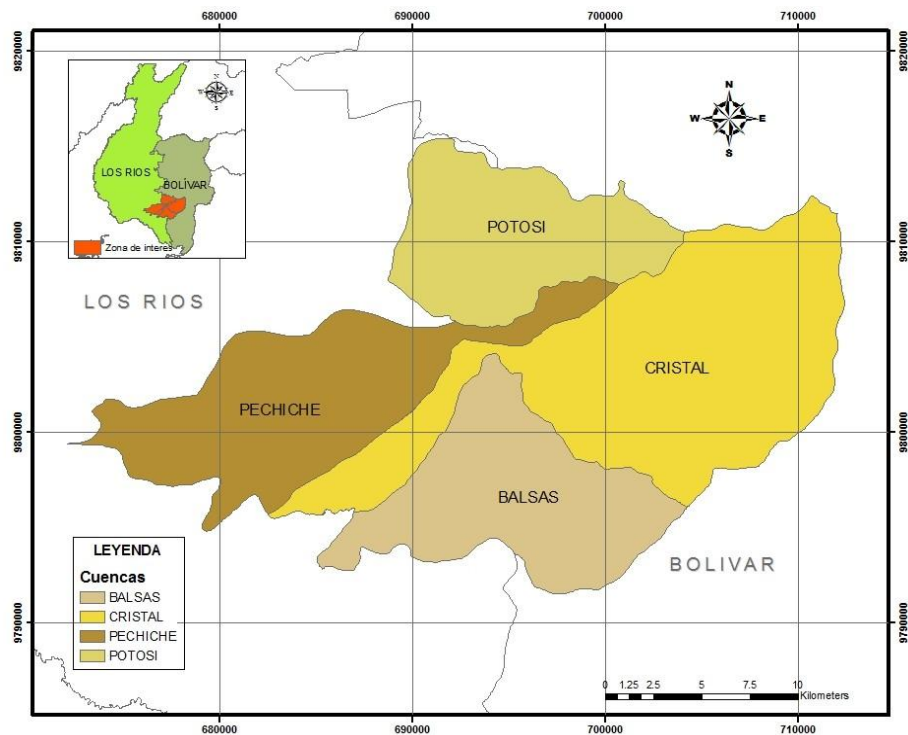 680000 690000 700000 710000
9820000 9820000
N
S
LOS RIOS
BOLÍVAR
Zona de interes
N
W E
S
POTOSI
9810000 9810000
LOS RIOS
CRISTAL
PECHICHE
9800000 9800000
BALSAS
LEYENDA
Cuencas
BALSAS
CRISTAL
PECHICHE
POTOSI
BOLIVAR
9790000 9790000
0 1.25 2.5 5 7.5 10
Kilometers
680000 690000 700000 710000